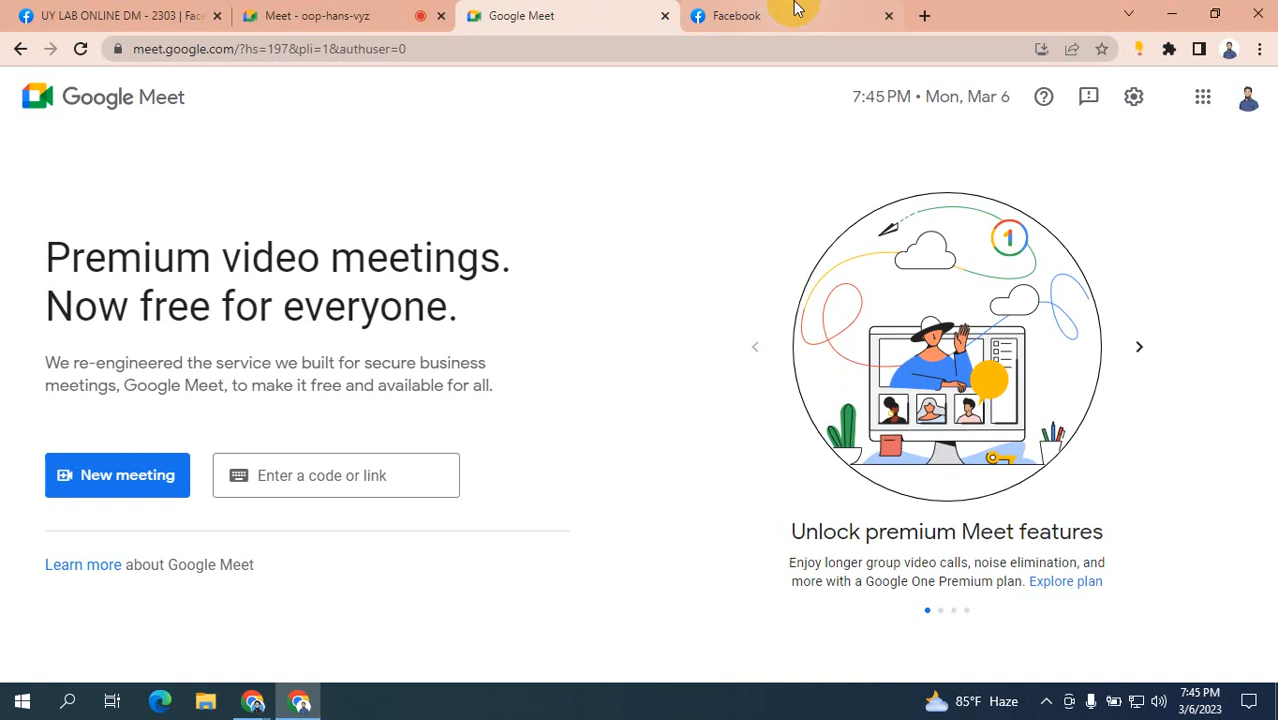 UY LAB ONLINE DM - 2303 | Face
Meet - oop-hans-vyz
Google Meet
Facebook
meet.google.com/?hs=197&pli=1&authuser=0
Google Meet
7:45 PM • Mon, Mar 6
Premium video meetings.
Now free for everyone.
We re-engineered the service we built for secure business
meetings, Google Meet, to make it free and available for all.
New meeting
Enter a code or link
Learn more about Google Meet
1
Unlock premium Meet features
Enjoy longer group video calls, noise elimination, and
more with a Google One Premium plan. Explore plan
85°F Haze
7:45 PM
3/6/2023